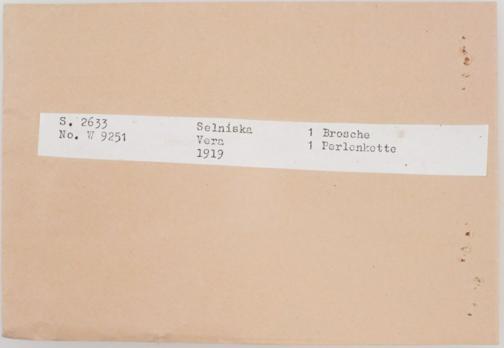 S. 2633 Selniska 1 Brosche
No. W 9251 Vera 1 Perlenkette
1919